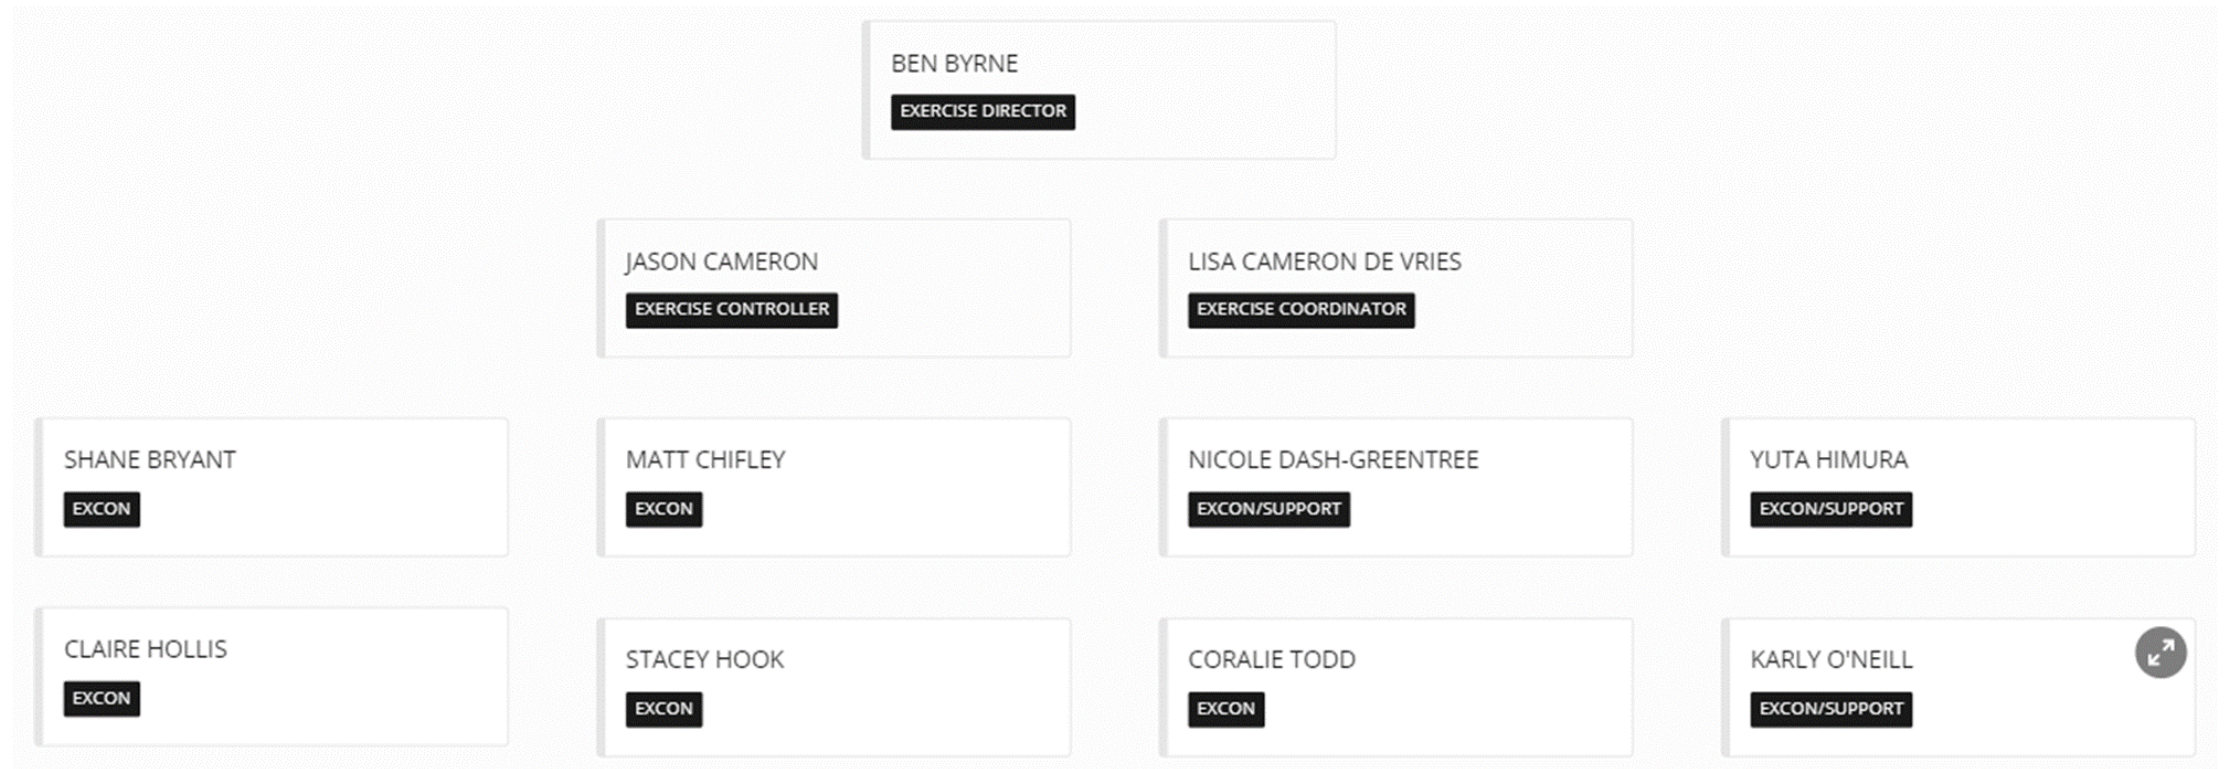 BEN BYRNE
EXERCISE DIRECTOR
JASON CAMERON
EXERCISE CONTROLLER
LISA CAMERON DE VRIES
EXERCISE COORDINATOR
SHANE BRYANT
EXCON
MATT CHIFLEY
EXCON
NICOLE DASH-GREENTREE
EXCON/SUPPORT
YUTA HIMURA
EXCON/SUPPORT
CLAIRE HOLLIS
EXCON
STACEY HOOK
EXCON
CORALIE TODD
EXCON
KARLY O'NEILL
EXCON/SUPPORT